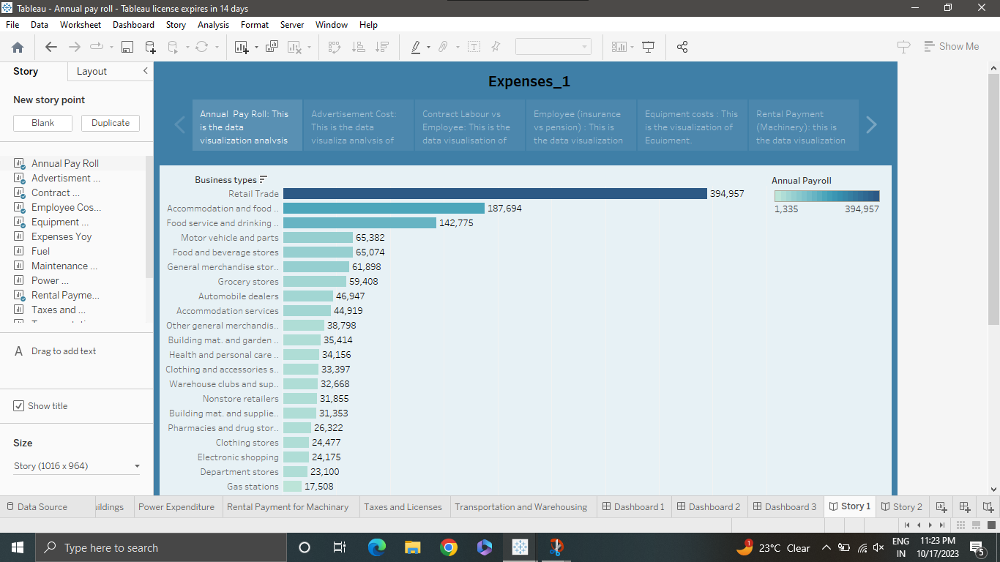 Tableau - Annual pay roll - Tableau license expires in 14 days
File Data Worksheet Dashboard Story Analysis Format Server Window Help
Show Me
Story Layout
New story point
Blank Duplicate
Annual Pay Roll
Advertisment ...
Contract ...
Employee Cos...
Equipment ...
Expenses Yoy
Fuel
Maintenance ...
Power ...
Rental Payme...
Taxes and ...
A Drag to add text
Show title
Size
Story (1016 x 964)
Expenses_1
Annual Pay Roll: This
is the data
visualization analysis
Advertisement Cost:
This is the data
visualiza analysis of
Contract Labour vs
Employee: This is the
data visualisation of
Employee (insurance
vs pension) : This is
the data visualization
Equipment costs : This
is the visualization of
Equipment.
Rental Payment
(Machinery): this is
the data visualization
Business types
Retail Trade 394,957
Accommodation and food .. 187,694
Food service and drinking .. 142,775
Motor vehicle and parts 65,382
Food and beverage stores 65,074
General merchandise stor.. 61,898
Grocery stores 59,408
Automobile dealers 46,947
Accommodation services 44,919
Other general merchandis.. 38,798
Building mat. and garden .. 35,414
Health and personal care .. 34,156
Clothing and accessories s.. 33,397
Warehouse clubs and sup.. 32,668
Nonstore retailers 31,855
Building mat. and supplie.. 31,353
Pharmacies and drug stor.. 26,322
Clothing stores 24,477
Electronic shopping 24,175
Department stores 23,100
Gas stations 17,508
Annual Payroll
1,335 394,957
Data Source uildings Power Expenditure Rental Payment for Machinery Taxes and Licenses Transportation and Warehousing Dashboard 1 Dashboard 2 Dashboard 3 Story 1 Story 2
Type here to search
1
23°C Clear
ENG
IN
11:23 PM
10/17/2023
5